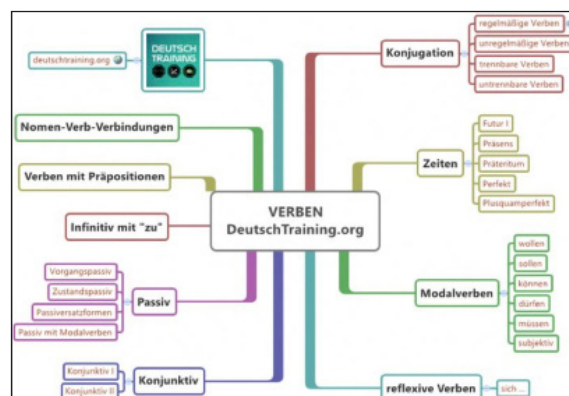 deutschtraining.org
DEUTSCH
TRAINING
Nomen-Verb-Verbindungen
Verben mit Präpositionen
Infinitiv mit "zu"
Passiv
Vorgangspassiv
Zustandspassiv
Passiversatzformen
Passiv mit Modalverben
Konjunktiv
Konjunktiv I
Konjunktiv II
VERBEN
DeutschTraining.org
Konjugation
regelmäßige Verben
unregelmäßige Verben
trennbare Verben
untrennbare Verben
Zeiten
Futur I
Präsens
Präteritum
Perfekt
Plusquamperfekt
Modalverben
wollen
sollen
können
dürfen
müssen
subjektiv
reflexive Verben
sich ...